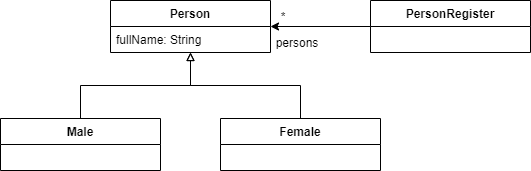 Person
PersonRegister
*
fullName: String
persons
Male
Female